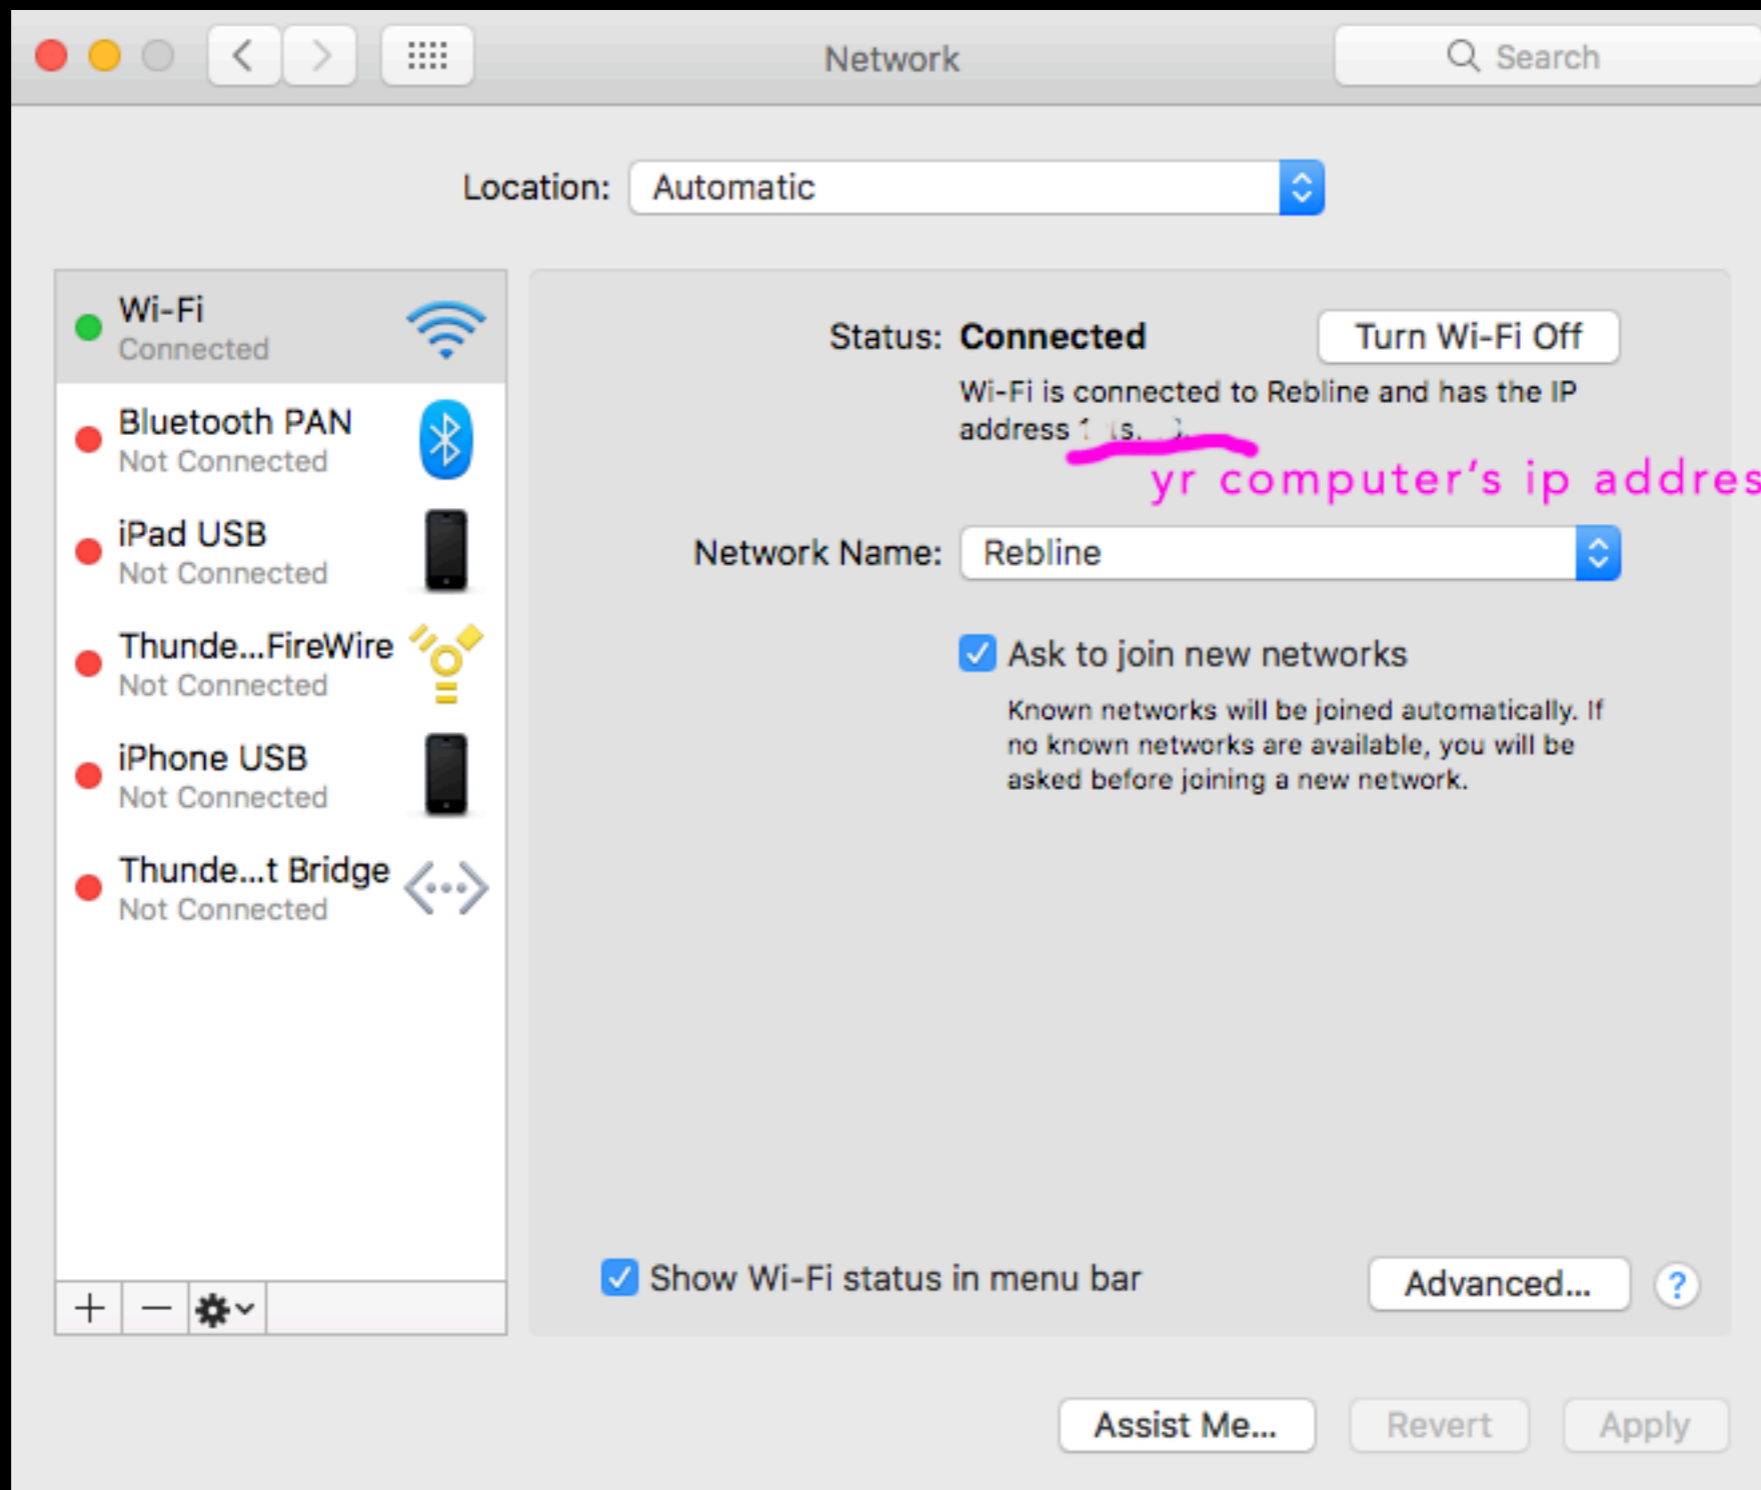 Network
Search
Location: Automatic
Wi-Fi
Connected
Bluetooth PAN
Not Connected
iPad USB
Not Connected
Thunde...FireWire
Not Connected
iPhone USB
Not Connected
Thunde...t Bridge
Not Connected
Status: Connected
Turn Wi-Fi Off
Wi-Fi is connected to Rebline and has the IP
address
yr computer's ip addres
Network Name: Rebline
Ask to join new networks
Known networks will be joined automatically. If
no known networks are available, you will be
asked before joining a new network.
Show Wi-Fi status in menu bar
Advanced...
?
Assist Me...
Revert
Apply